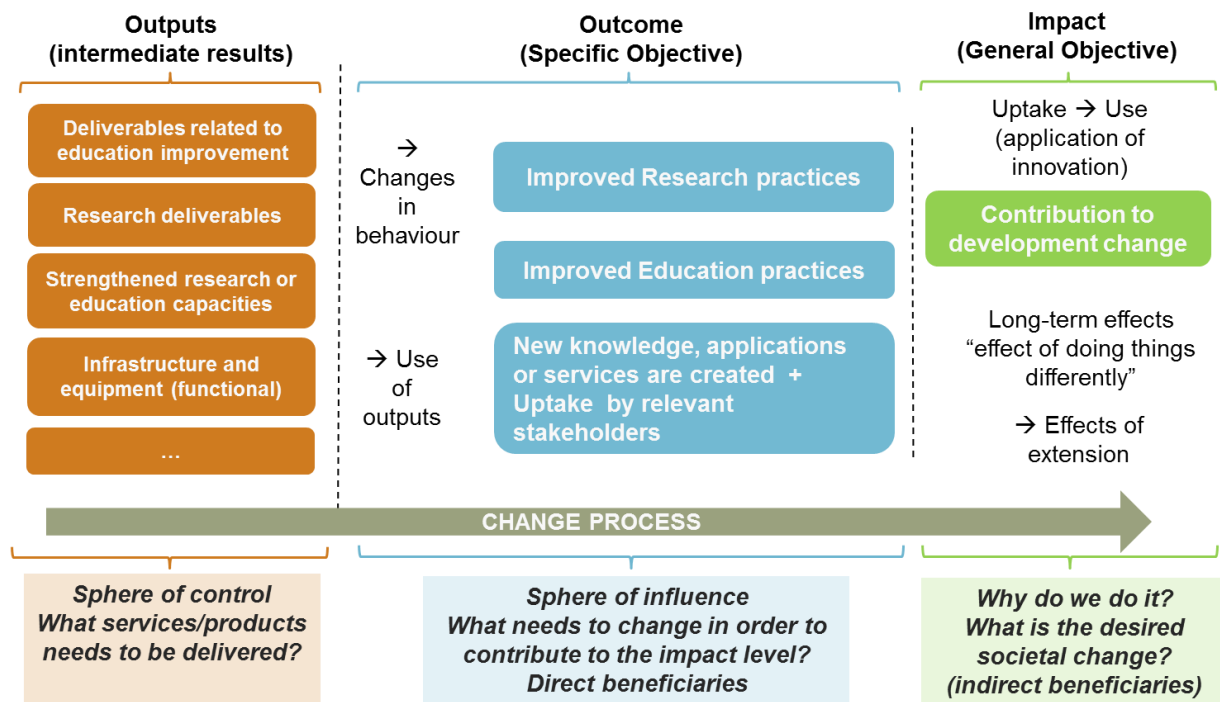 Outputs
(intermediate results)
Outcome
(Specific Objective)
Impact
(General Objective)
Deliverables related to
education improvement
Research deliverables
Strengthened research or
education capacities
Infrastructure and
equipment (functional)
…
→
Changes
in
behaviour
→ Use
of
outputs
Improved Research practices
Improved Education practices
New knowledge, applications
or services are created +
Uptake by relevant
stakeholders
Uptake → Use
(application of
innovation)
Contribution to
development change
Long-term effects
“effect of doing things
differently”
→ Effects of
extension
CHANGE PROCESS
Sphere of control
What services/products
needs to be delivered?
Sphere of influence
What needs to change in order to
contribute to the impact level?
Direct beneficiaries
Why do we do it?
What is the desired
societal change?
(indirect beneficiaries)